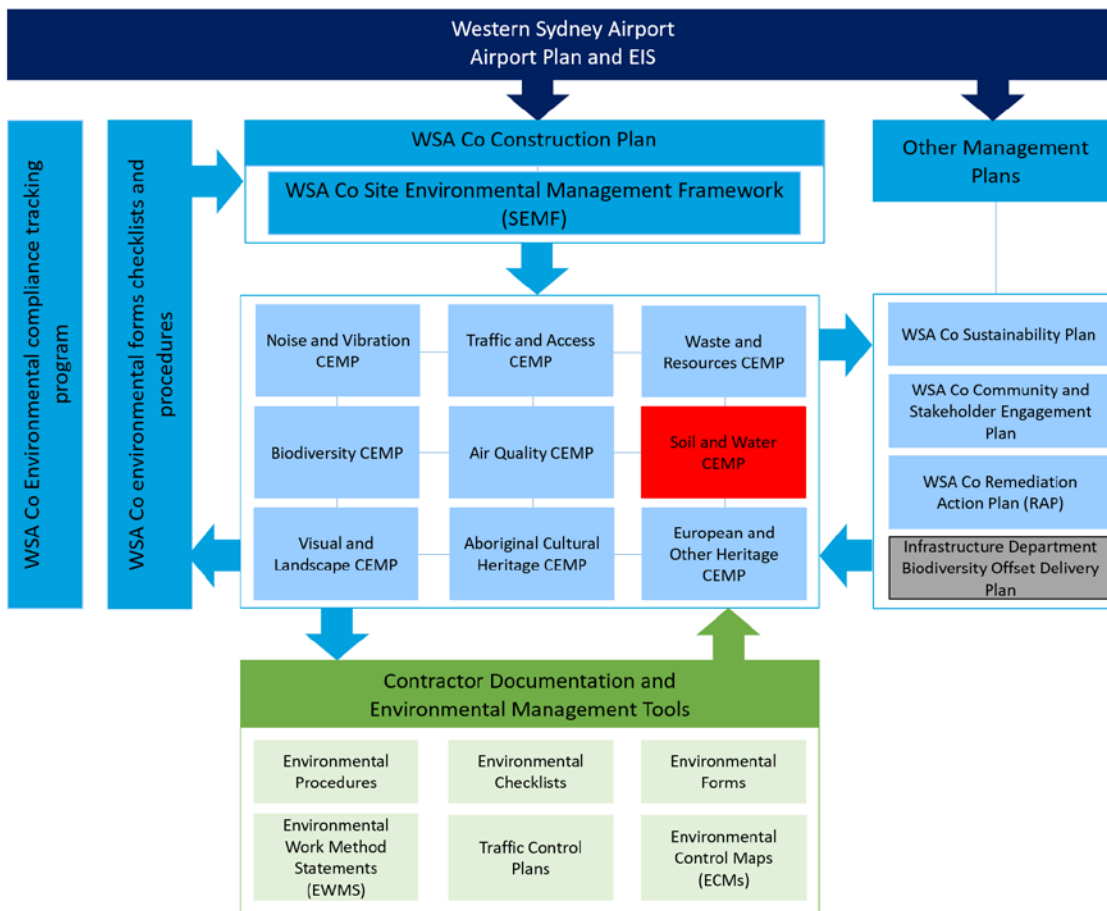 Western Sydney Airport
Airport Plan and EIS
WSA Co Environmental compliance tracking
program
WSA Co environmental forms checklists and
procedures
WSA Co Construction Plan
WSA Co Site Environmental Management Framework
(SEMF)
Other Management
Plans
Noise and Vibration
CEMP
Traffic and Access
CEMP
Waste and
Resources CEMP
Biodiversity CEMP
Air Quality CEMP
Soil and Water
CEMP
Visual and
Landscape CEMP
Aboriginal Cultural
Heritage CEMP
European and
Other Heritage
CEMP
WSA Co Sustainability Plan
WSA Co Community and
Stakeholder Engagement
Plan
WSA Co Remediation
Action Plan (RAP)
Infrastructure Department
Biodiversity Offset Delivery
Plan
Contractor Documentation and
Environmental Management Tools
Environmental
Procedures
Environmental
Checklists
Environmental
Forms
Environmental
Work Method
Statements
(EWMS)
Traffic Control
Plans
Environmental
Control Maps
(ECMs)